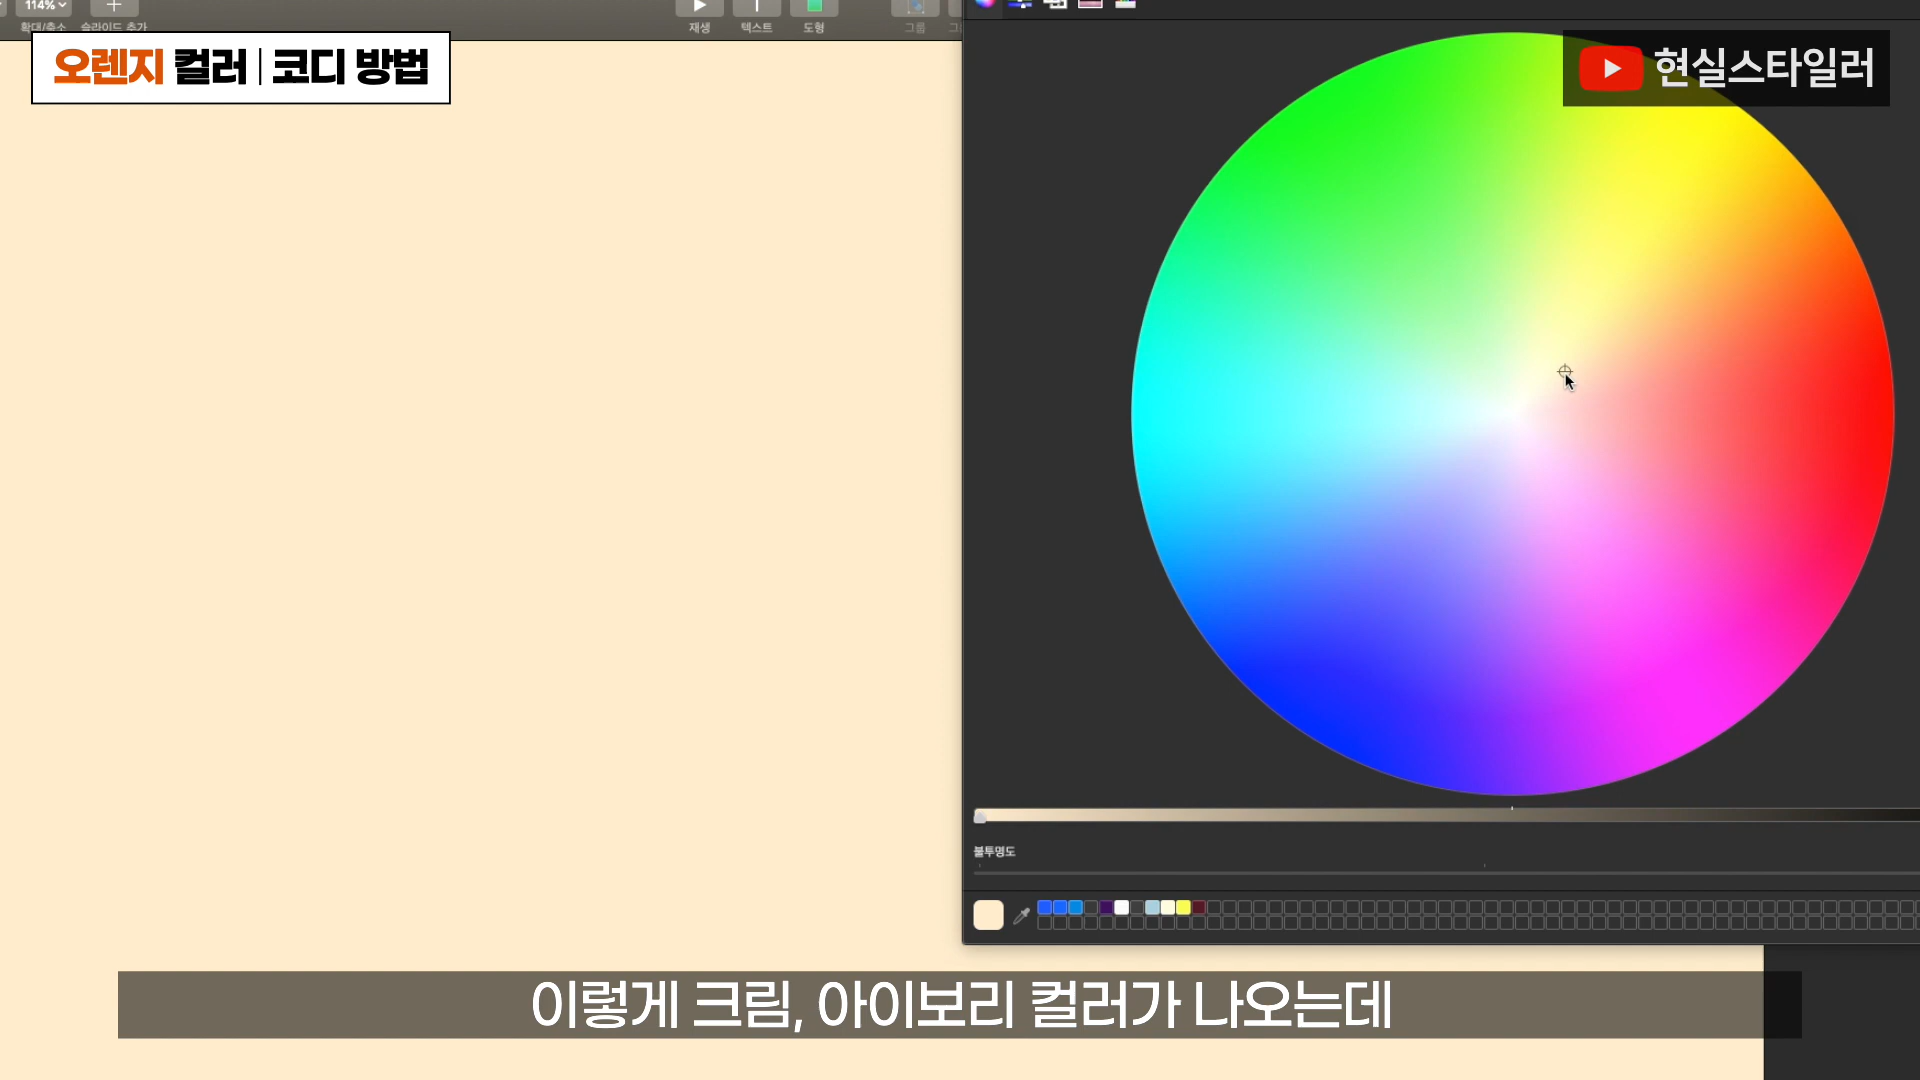 114%
확대/축소
슬라이드 추가
재생
텍스트
도형
그룹
오렌지 컬러 | 코디 방법
현실스타일러
불투명도
이렇게 크림, 아이보리 컬러가 나오는데